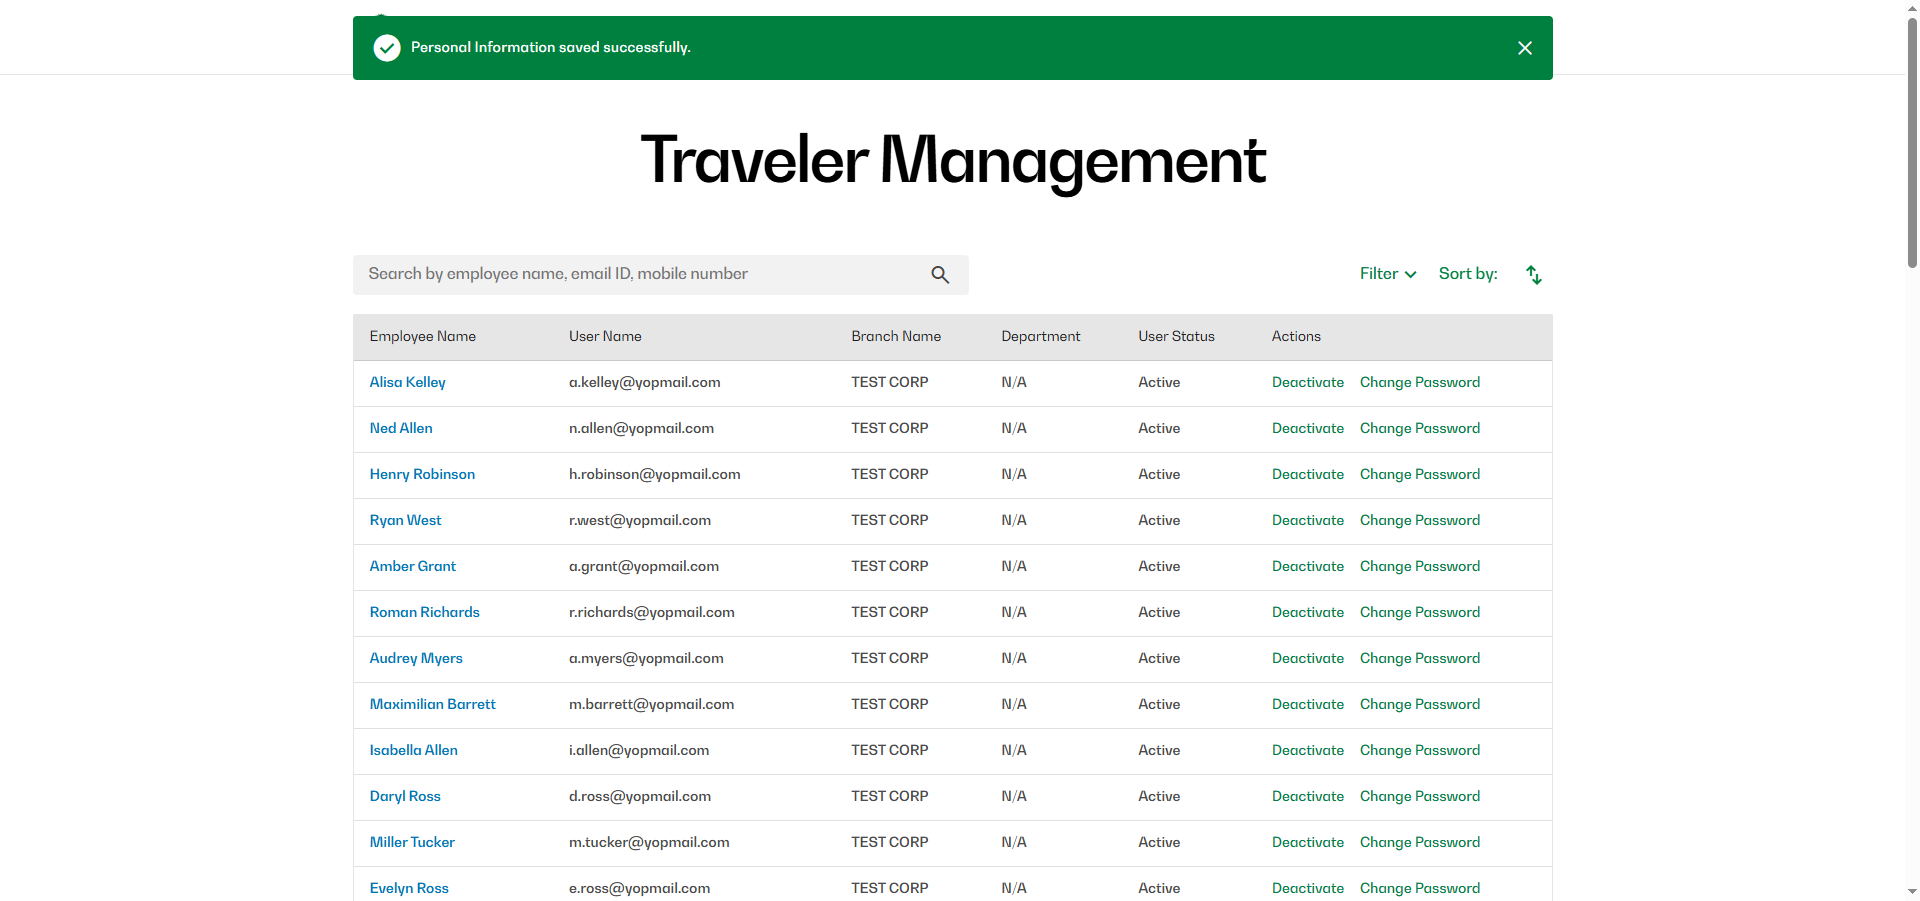 Personal Information saved successfully.
Traveler Management
Search by employee name, email ID, mobile number
Filter Sort by:
Employee Name User Name Branch Name Department User Status Actions
Alisa Kelley a.kelley@yopmail.com TEST CORP N/A Active Deactivate Change Password
Ned Allen n.allen@yopmail.com TEST CORP N/A Active Deactivate Change Password
Henry Robinson h.robinson@yopmail.com TEST CORP N/A Active Deactivate Change Password
Ryan West r.west@yopmail.com TEST CORP N/A Active Deactivate Change Password
Amber Grant a.grant@yopmail.com TEST CORP N/A Active Deactivate Change Password
Roman Richards r.richards@yopmail.com TEST CORP N/A Active Deactivate Change Password
Audrey Myers a.myers@yopmail.com TEST CORP N/A Active Deactivate Change Password
Maximilian Barrett m.barrett@yopmail.com TEST CORP N/A Active Deactivate Change Password
Isabella Allen i.allen@yopmail.com TEST CORP N/A Active Deactivate Change Password
Daryl Ross d.ross@yopmail.com TEST CORP N/A Active Deactivate Change Password
Miller Tucker m.tucker@yopmail.com TEST CORP N/A Active Deactivate Change Password
Evelyn Ross e.ross@yopmail.com TEST CORP N/A Active Deactivate Change Password